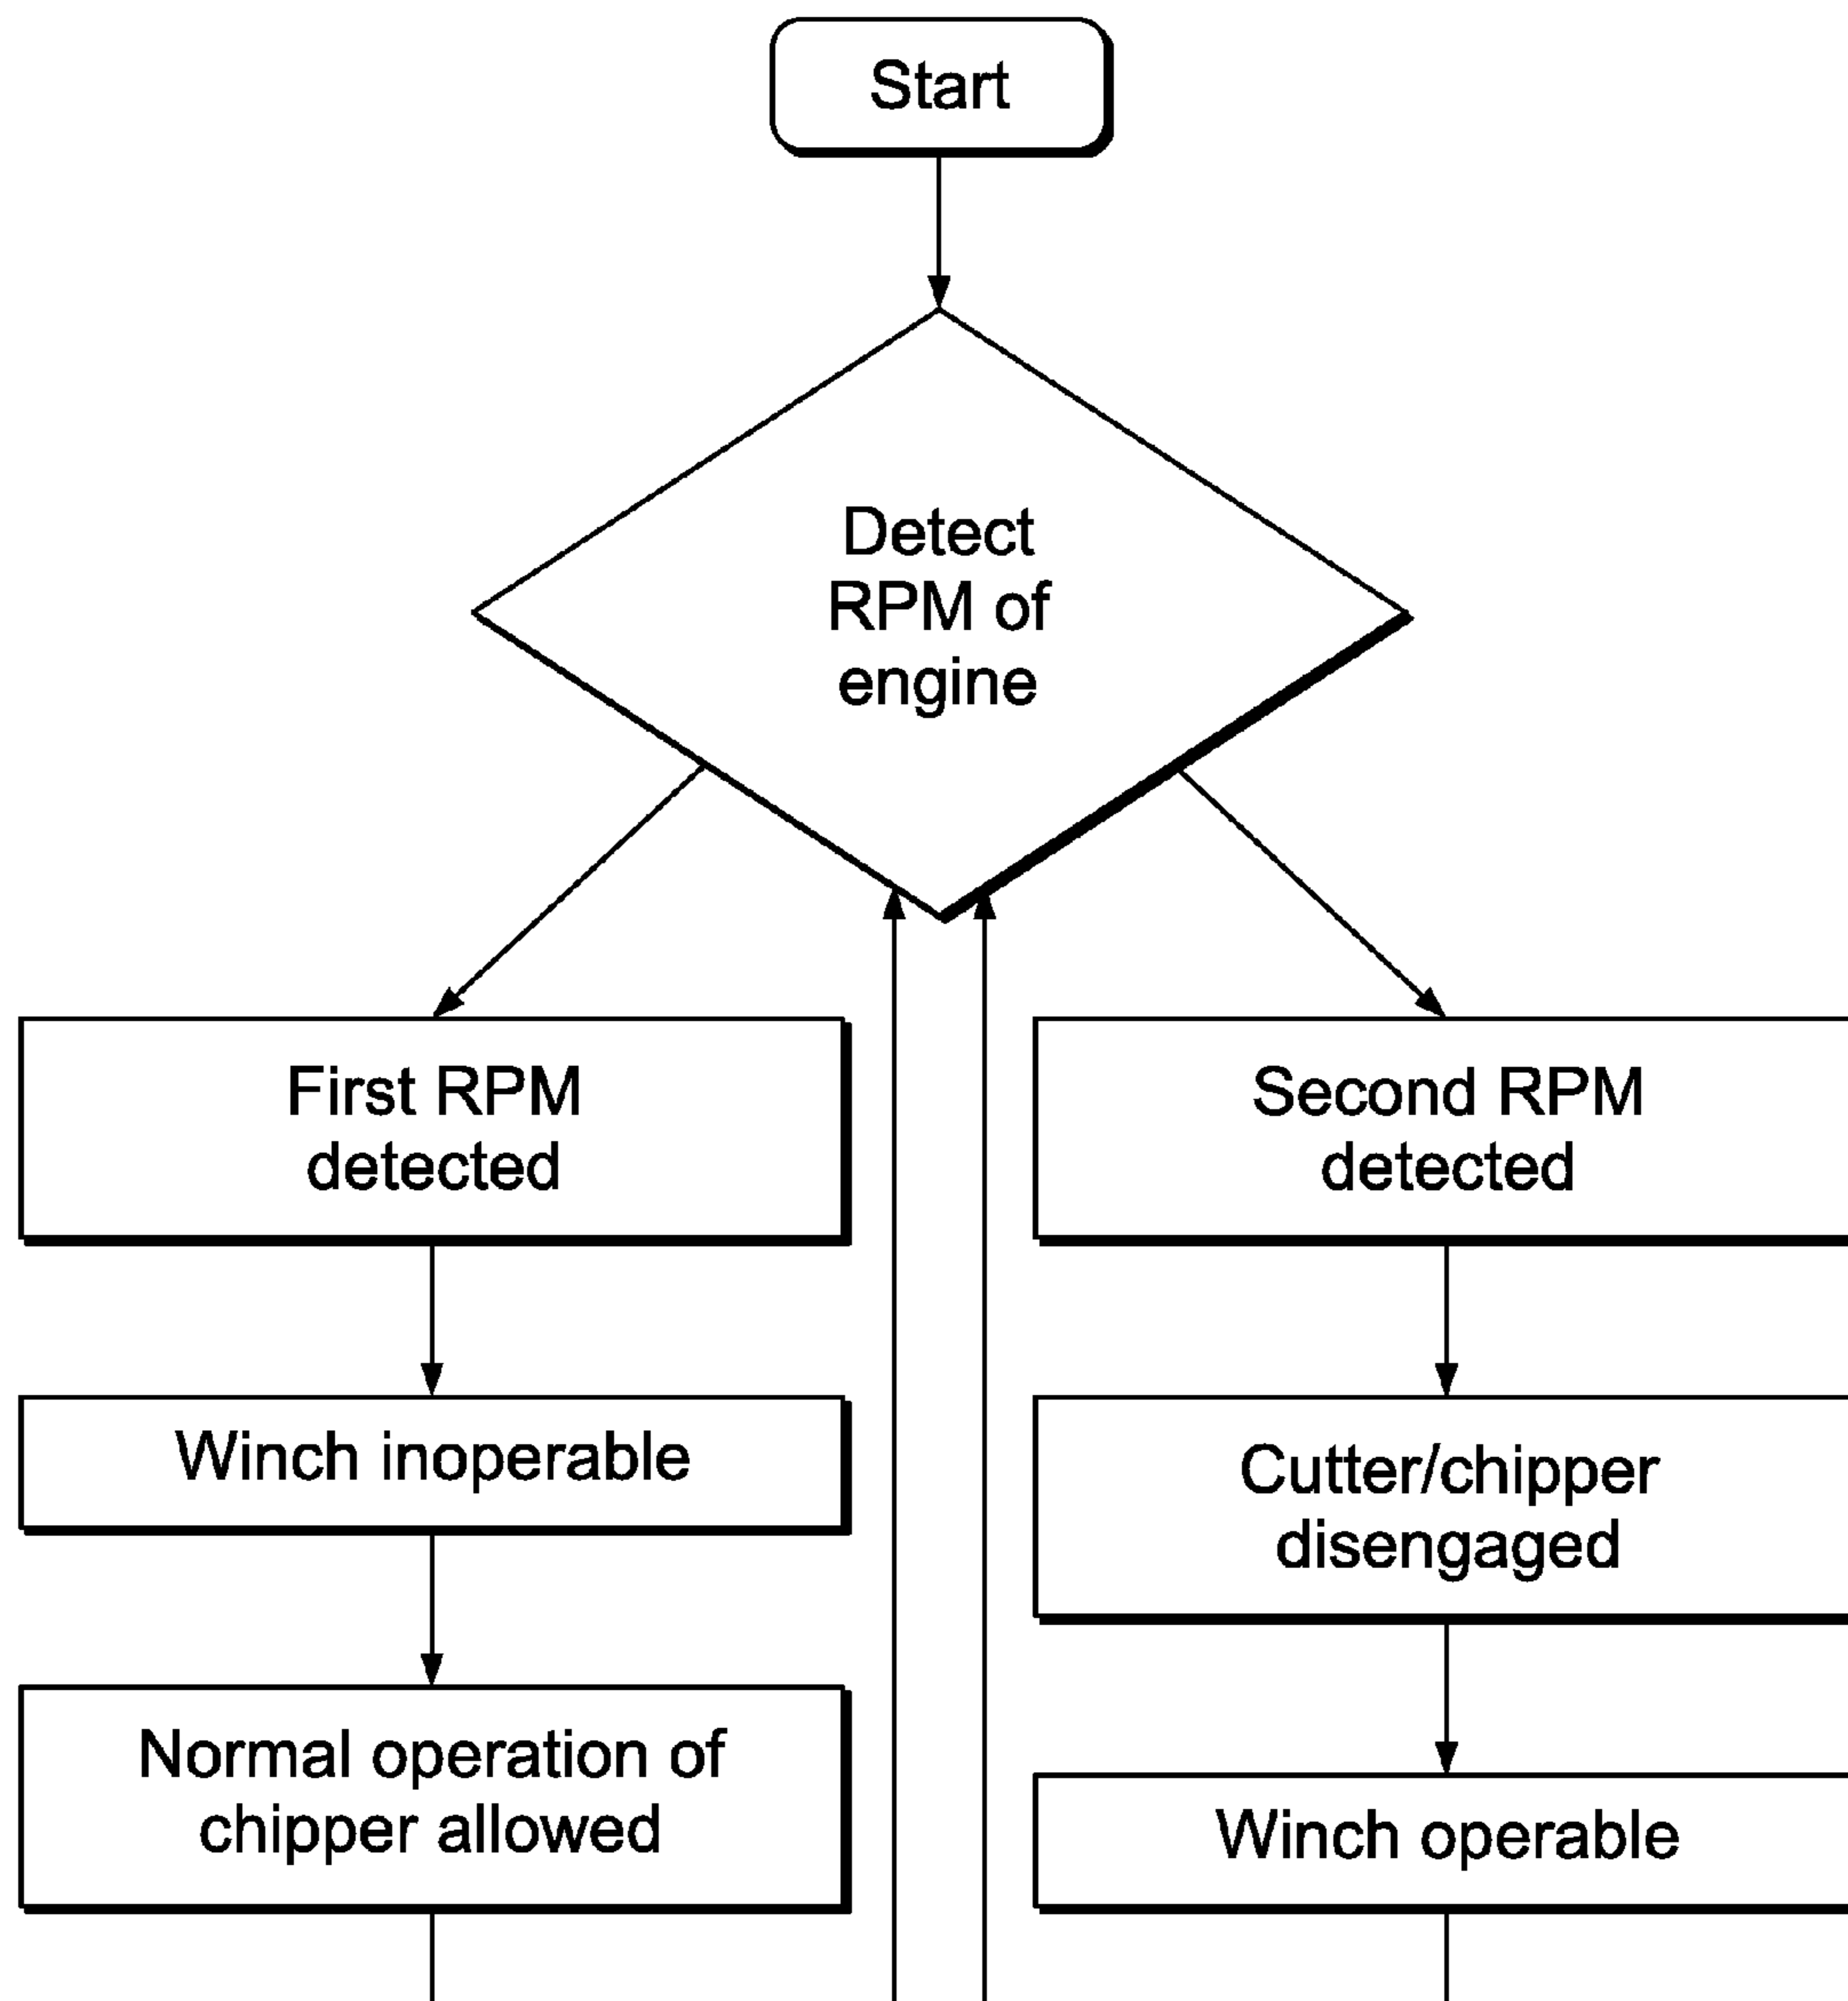 Start
Detect
RPM of
engine
First RPM
detected
Winch inoperable
Normal operation of
chipper allowed
Second RPM
detected
Cutter/chipper
disengaged
Winch operable